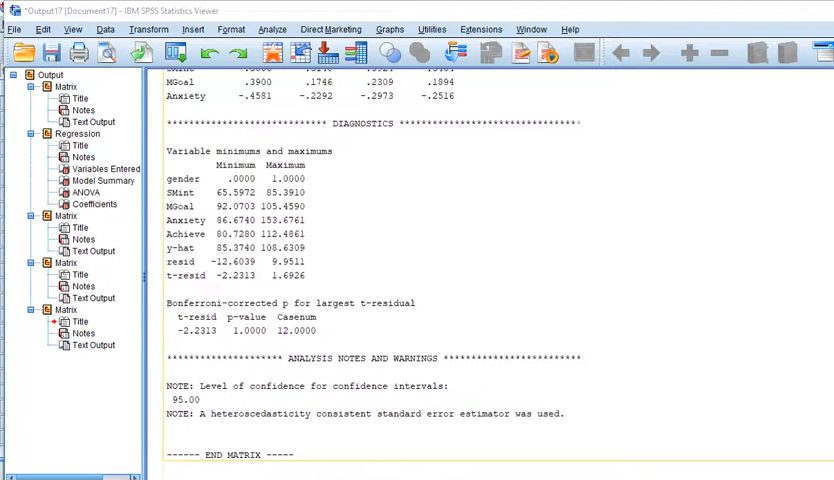 *Output17 [Document17] - IBM SPSS Statistics Viewer
File Edit View Data Transform Insert Format Analyze Direct Marketing Graphs Utilities Extensions Window Help
Output
Matrix
Title
Notes
Text Output
Regression
Title
Notes
Variables Entered
Model Summary
ANOVA
Coefficients
Matrix
Title
Notes
Text Output
Matrix
Title
Notes
Text Output
Matrix
Title
Notes
Text Output
MGoal .3900 .1746 .2309 .1894
Anxiety -.4581 -.2292 -.2973 -.2516
**************************** DIAGNOSTICS *******************************
Variable minimums and maximums
Minimum Maximum
gender .0000 1.0000
SMint 65.5972 85.3910
MGoal 92.0703 105.4590
Anxiety 86.6740 153.6761
Achieve 80.7280 112.4861
y-hat 85.3740 108.6309
resid -12.6039 9.9511
t-resid -2.2313 1.6926
Bonferroni-corrected p for largest t-residual
t-resid p-value Casenum
-2.2313 1.0000 12.0000
********************* ANALYSIS NOTES AND WARNINGS *************************
NOTE: Level of confidence for confidence intervals:
95.00
NOTE: A heteroscedasticity consistent standard error estimator was used.
------ END MATRIX -----